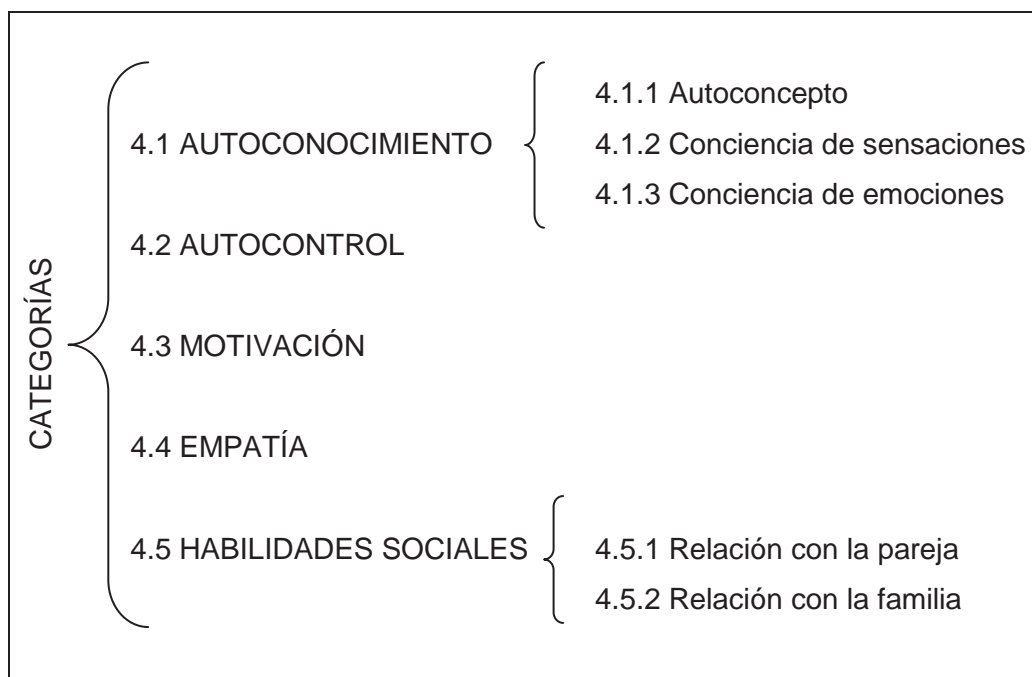 CATEGORÍAS
4.1 AUTOCONOCIMIENTO
4.1.1 Autoconcepto
4.1.2 Conciencia de sensaciones
4.1.3 Conciencia de emociones
4.2 AUTOCONTROL
4.3 MOTIVACIÓN
4.4 EMPATÍA
4.5 HABILIDADES SOCIALES
4.5.1 Relación con la pareja
4.5.2 Relación con la familia